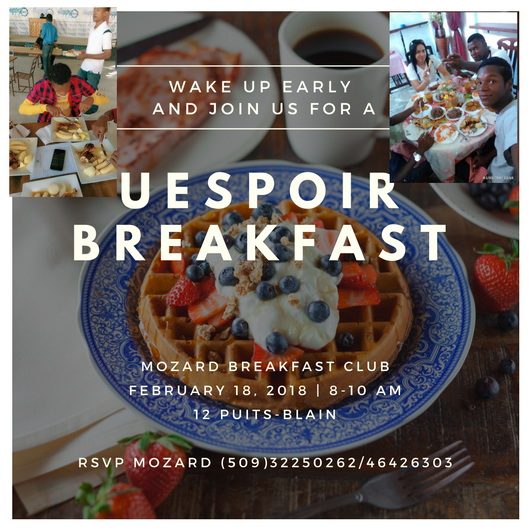 WAKE UP EARLY
AND JOIN US FOR A
UESPOIR
BREAKFAST
MOZARD BREAKFAST CLUB
FEBRUARY 18, 2018 | 8-10 AM
12 PUITS-BLAIN
RSVP MOZARD (509)32250262/46426303